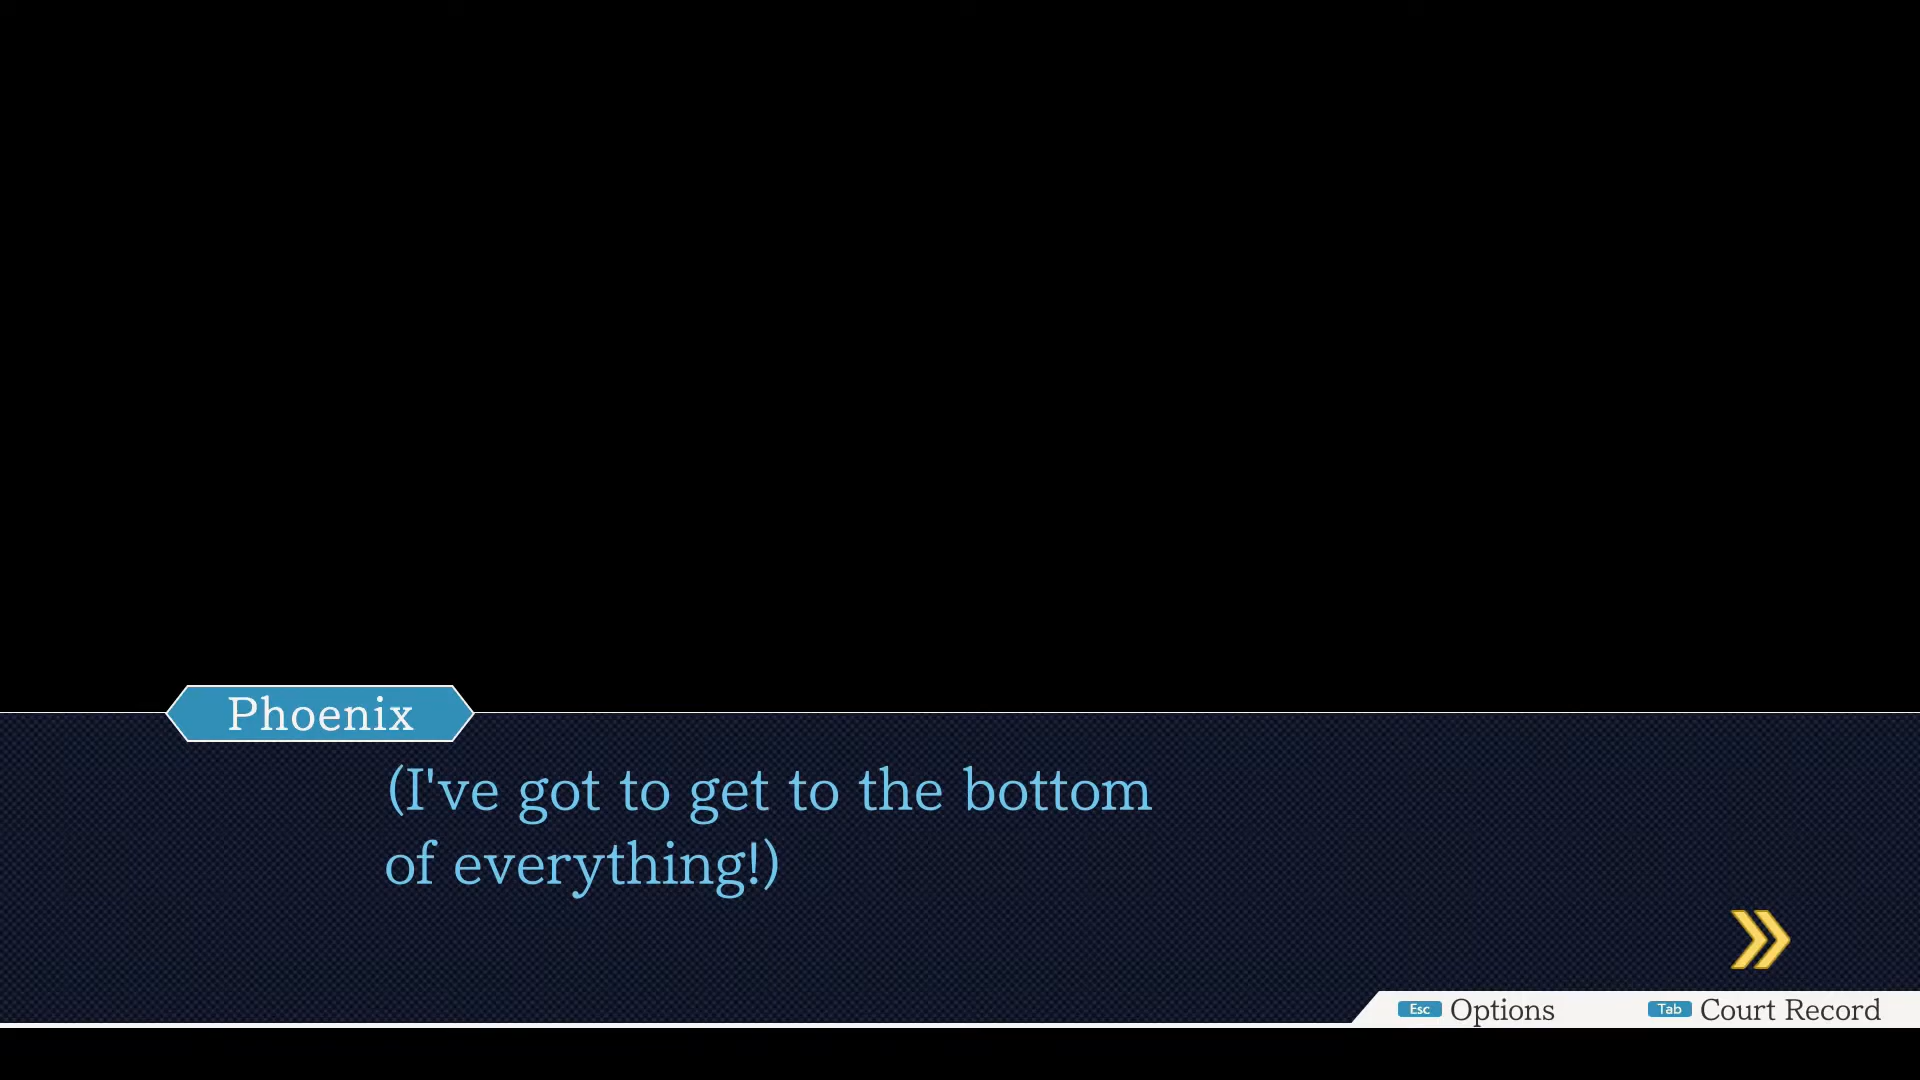 Phoenix
(I've got to get to the bottom
of everything!)
Esc Options Tab Court Record